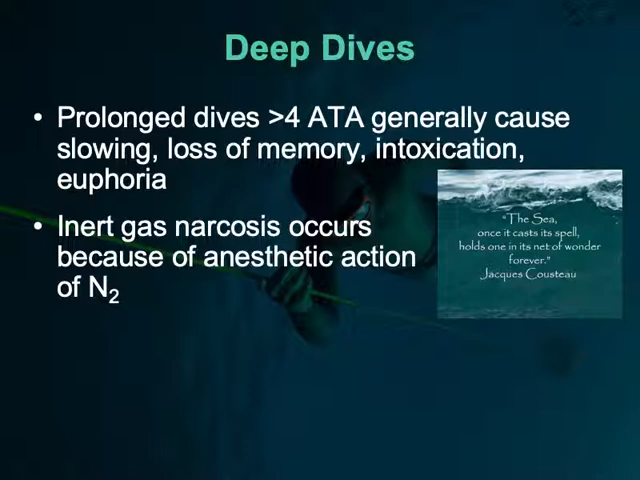 Deep Dives
• Prolonged dives >4 ATA generally cause
slowing, loss of memory, intoxication,
euphoria
• Inert gas narcosis occurs
because of anesthetic action
of N₂
"The Sea,
once it casts its spell,
holds one in its net of wonder
forever."
Jacques Cousteau